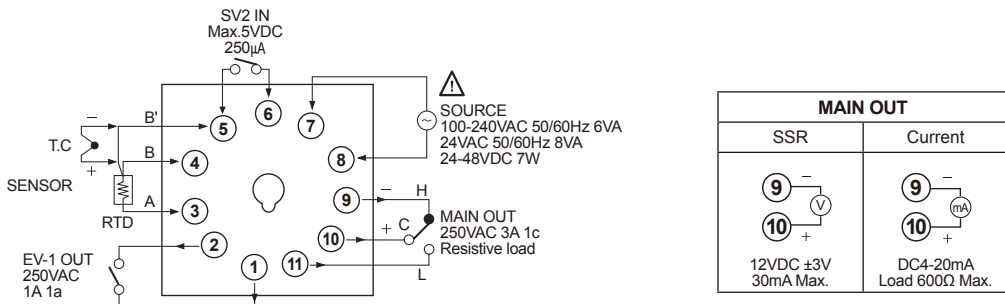 SV2 IN
Max.5VDC
250µA
5
6
7
SOURCE
100-240VAC 50/60Hz 6VA
24VAC 50/60Hz 8VA
24-48VDC 7W
8
T.C
−
+
B'
B
4
SENSOR
A
3
RTD
2
EV-1 OUT
250VAC
1A 1a
1
9
−
H
10
+
C
MAIN OUT
250VAC 3A 1c
Resistive load
11
L
MAIN OUT
SSR
Current
9
−
V
10
+
12VDC ±3V
30mA Max.
9
−
mA
10
+
DC4-20mA
Load 600Ω Max.